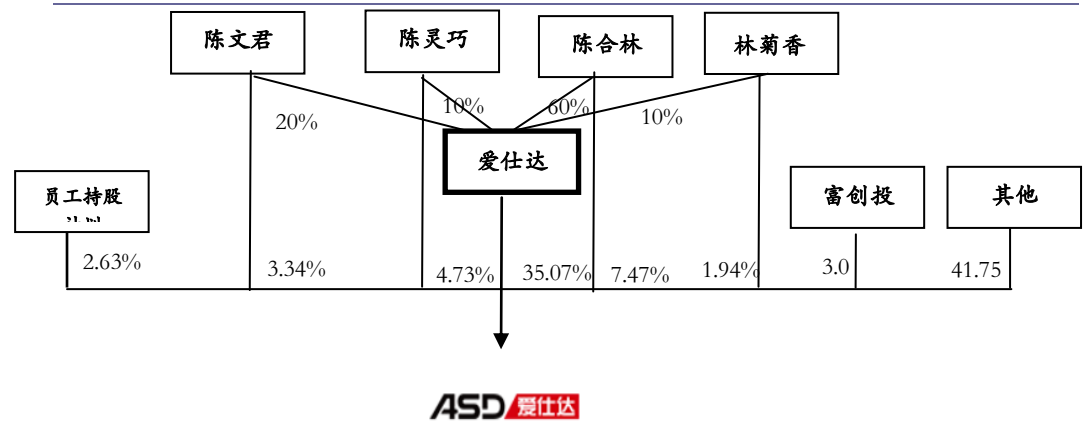 陈文君
陈灵巧
陈合林
林菊香
20%
10%
60%
10%
爱仕达
员工持股
富创投
其他
2.63%
3.34%
4.73%
35.07%
7.47%
1.94%
3.0
41.75
ASD 爱仕达